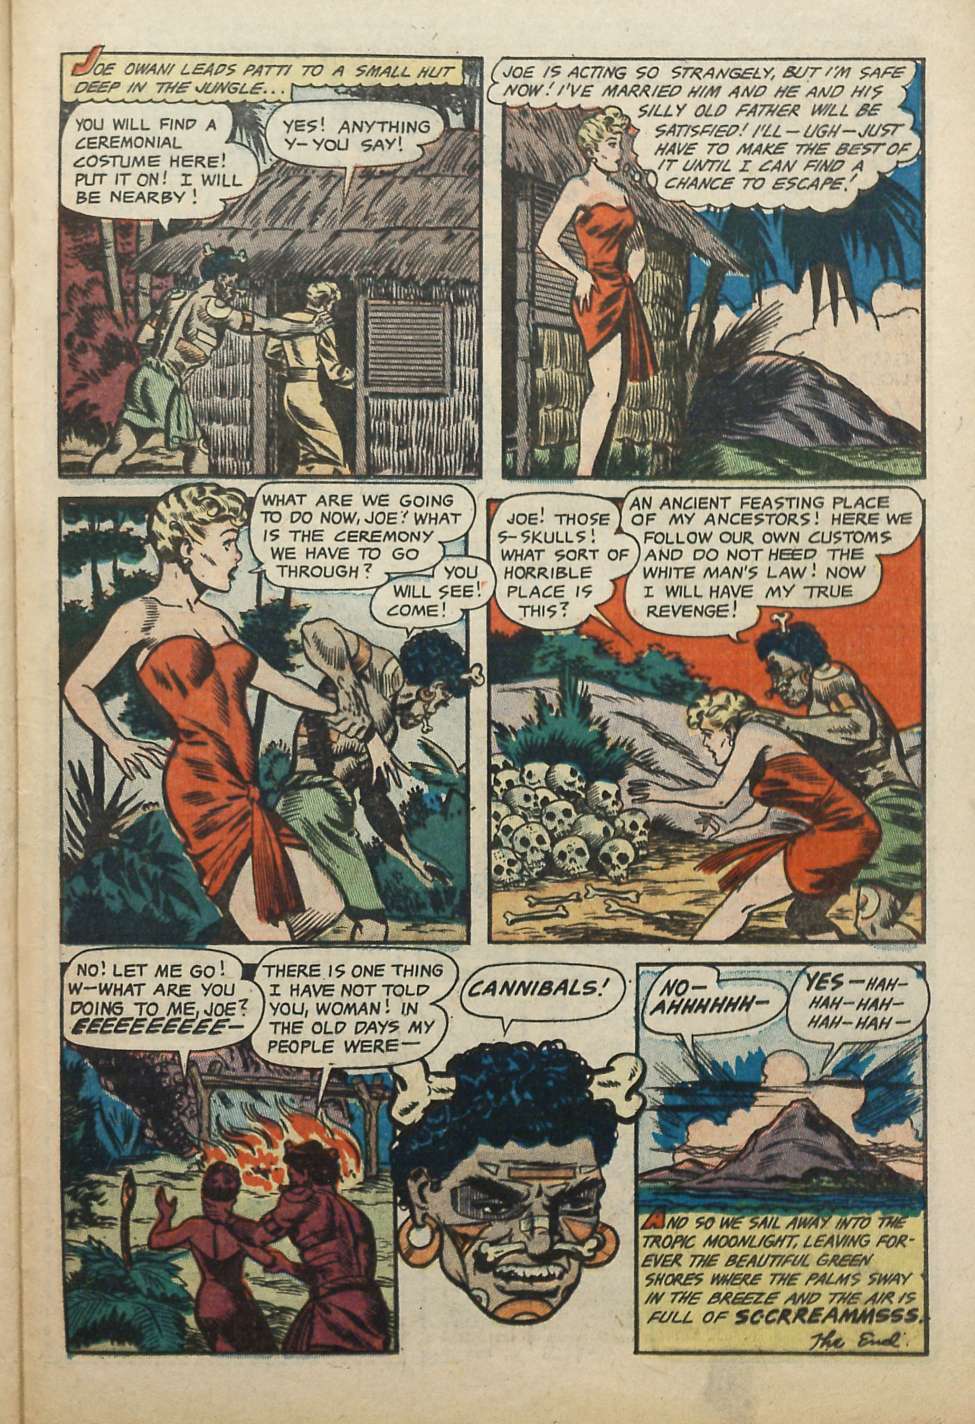 JOE OWANI LEADS PATTI TO A SMALL HUT
DEEP IN THE JUNGLE...
YOU WILL FIND A
CEREMONIAL
COSTUME HERE!
PUT IT ON! I WILL
BE NEARBY!
YES! ANYTHING
Y-YOU SAY!
JOE IS ACTING SO STRANGELY, BUT I'M SAFE
NOW! I'VE MARRIED HIM AND HE AND HIS
SILLY OLD FATHER WILL BE
SATISFIED! I'LL-UGH-JUST
HAVE TO MAKE THE BEST OF
IT UNTIL I CAN FIND A
CHANCE TO ESCAPE!
WHAT ARE WE GOING
TO DO NOW, JOE? WHAT
IS THE CEREMONY
WE HAVE TO GO
THROUGH?
YOU
WILL SEE!
COME!
JOE! THOSE
S-SKULLS!
WHAT SORT OF
HORRIBLE
PLACE IS
THIS?
AN ANCIENT FEASTING PLACE
OF MY ANCESTORS! HERE WE
FOLLOW OUR OWN CUSTOMS
AND DO NOT HEED THE
WHITE MAN'S LAW! NOW
I WILL HAVE MY TRUE
REVENGE!
NO! LET ME GO!
W-WHAT ARE YOU
DOING TO ME, JOE?
EEEEEEEEEEE-
THERE IS ONE THING
I HAVE NOT TOLD
YOU, WOMAN! IN
THE OLD DAYS MY
PEOPLE WERE-
CANNIBALS!
NO-
AHHHHHH-
YES-HAH-
HAH-HAH-HAH-
HAH-HAH-
AND SO WE SAIL AWAY INTO THE
TROPIC MOONLIGHT, LEAVING FOR-
EVER THE BEAUTIFUL GREEN
SHORES WHERE THE PALMS SWAY
IN THE BREEZE AND THE AIR IS
FULL OF SCCRREAMMSSS.
The End.